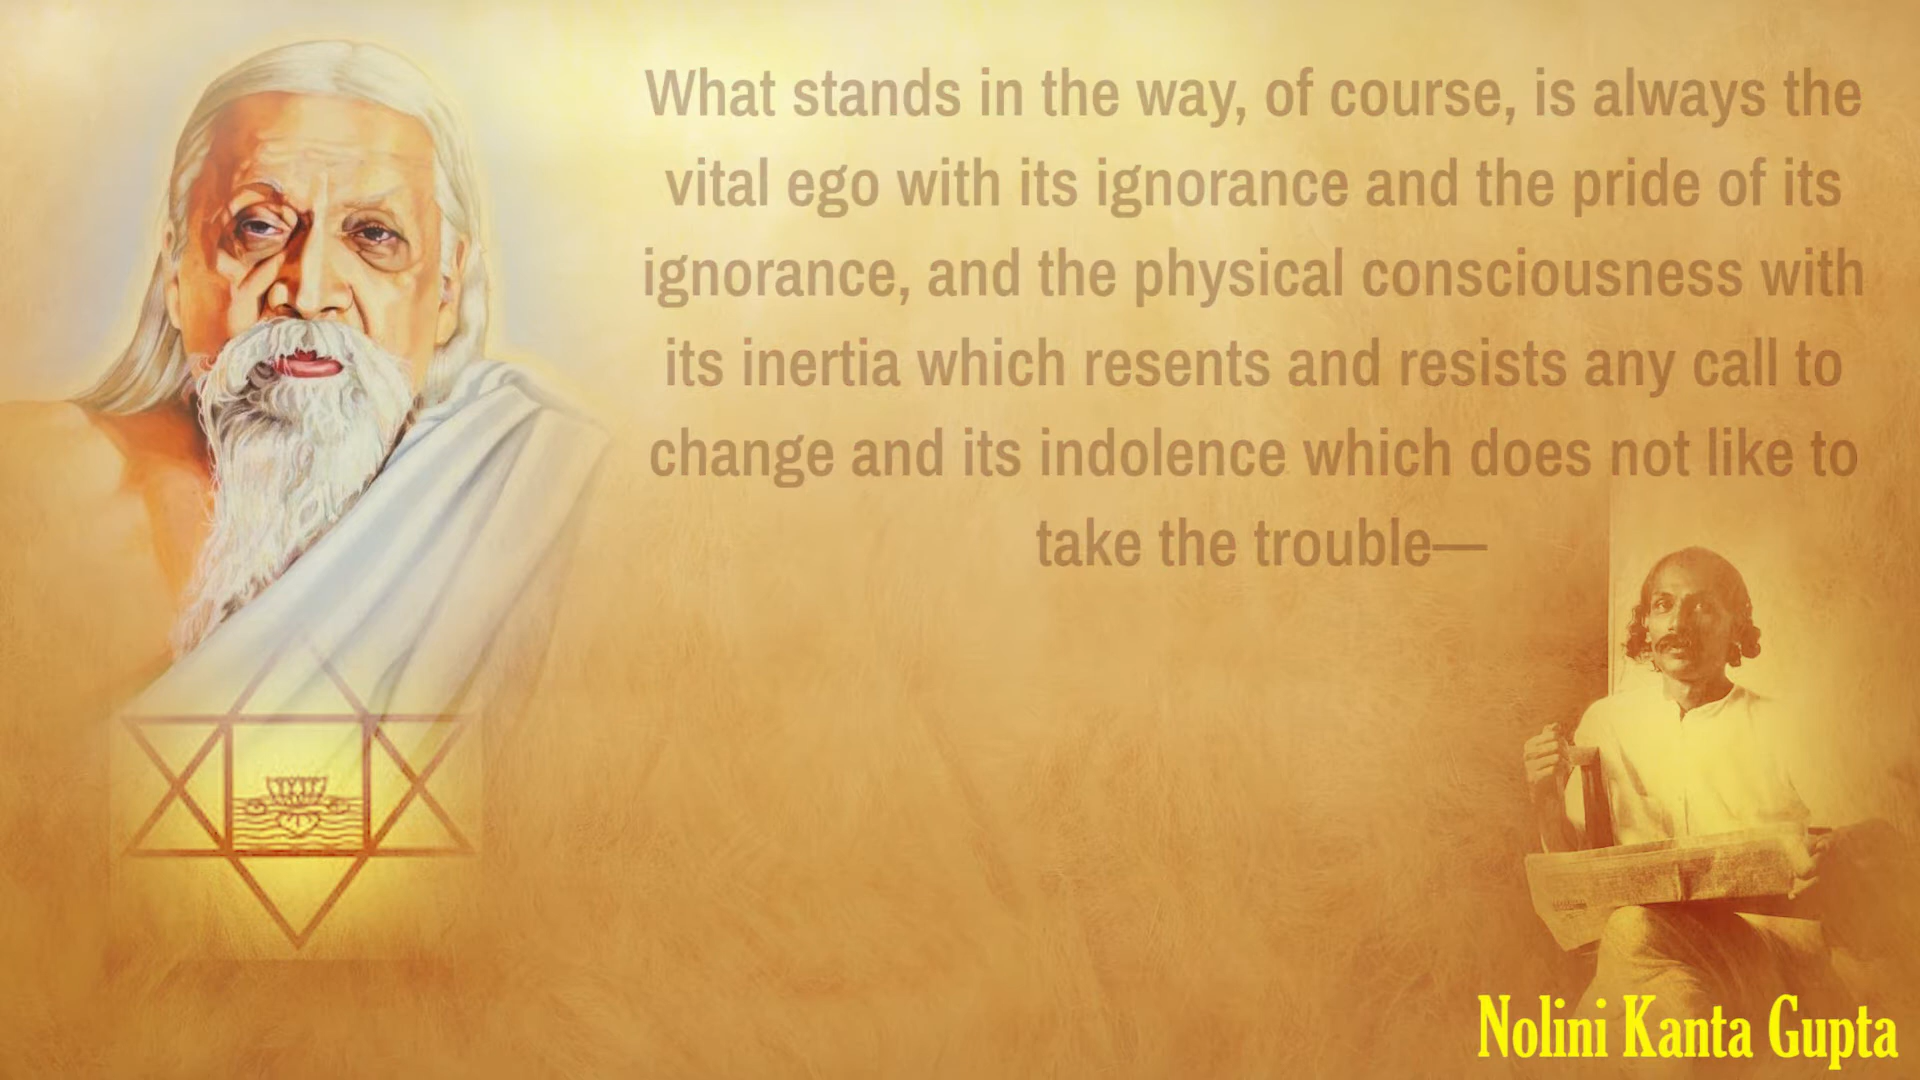 What stands in the way, of course, is always the
vital ego with its ignorance and the pride of its
ignorance, and the physical consciousness with
its inertia which resents and resists any call to
change and its indolence which does not like to
take the trouble—
Nolini Kanta Gupta